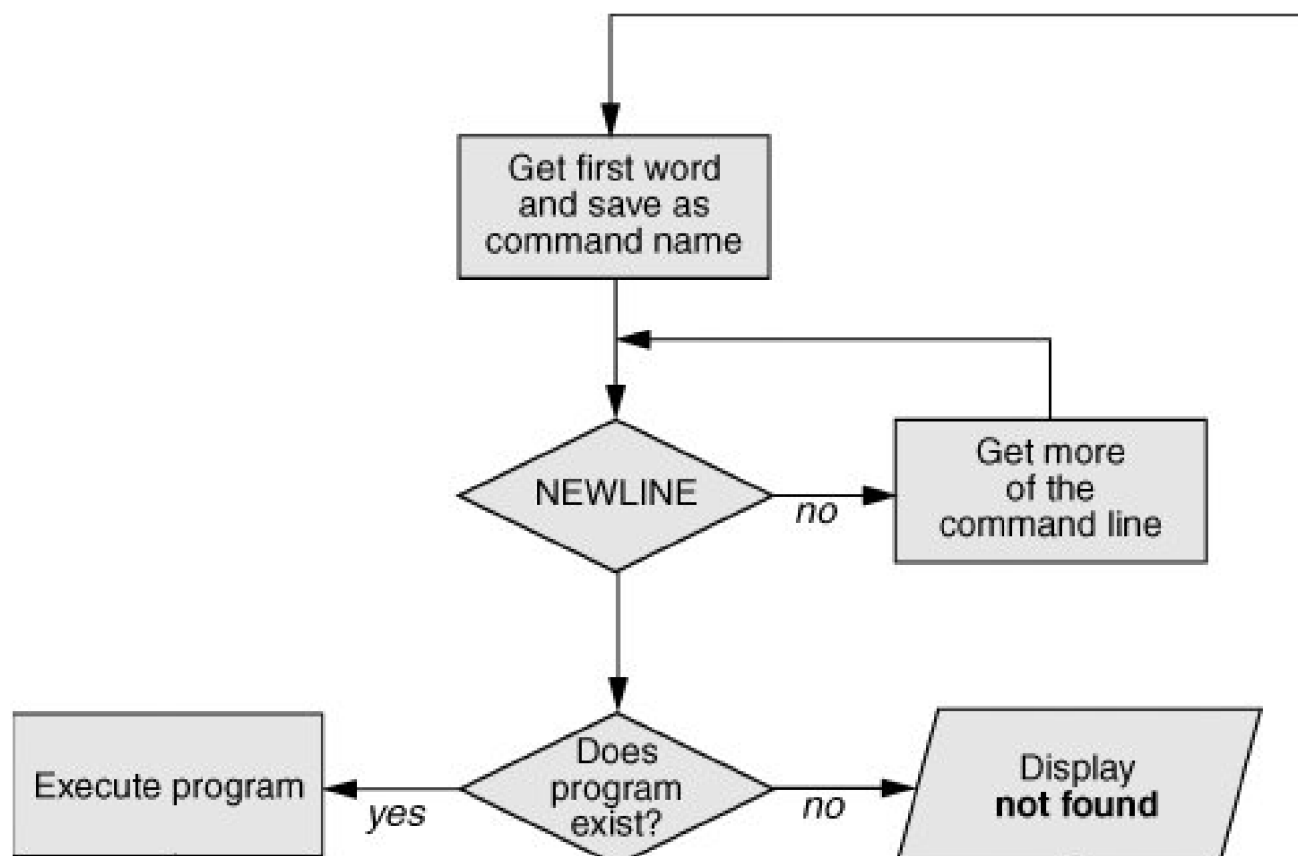 Get first word
and save as
command name
NEWLINE
no
Get more
of the
command line
Execute program
yes
Does
program
exist?
no
Display
not found